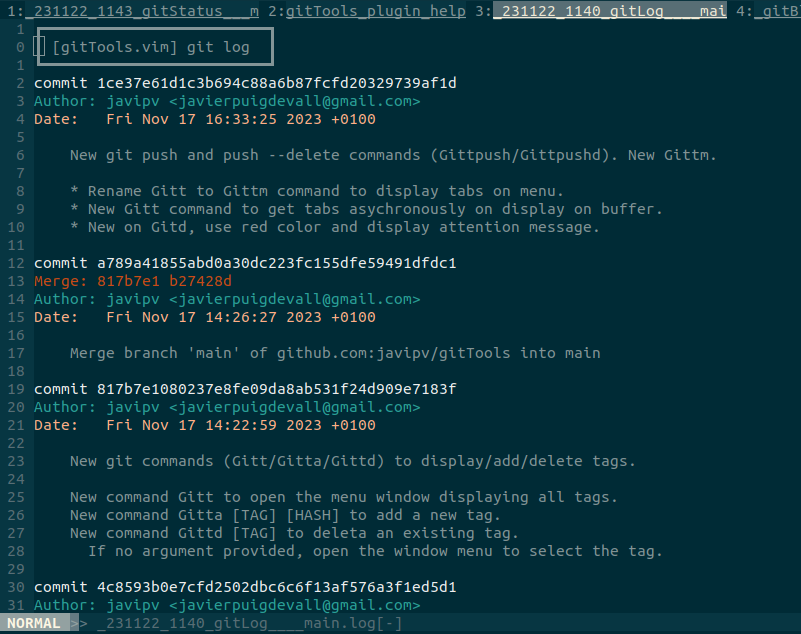 1:_231122_1143_gitStatus___m 2:gitTools_plugin_help 3:_231122_1140_gitLog____mai 4:_gitB
1
0 [gitTools.vim] git log
1
2 commit 1ce37e61d1c3b694c88a6b87fcfd20329739af1d
3 Author: javipv <javierpuigdevall@gmail.com>
4 Date:   Fri Nov 17 16:33:25 2023 +0100
5
6     New git push and push --delete commands (Gittpush/Gittpushd). New Gittm.
7
8     * Rename Gitt to Gittm command to display tabs on menu.
9     * New Gitt command to get tabs asychronously on display on buffer.
10     * New on Gitd, use red color and display attention message.
11
12 commit a789a41855abd0a30dc223fc155dfe59491dfdc1
13 Merge: 817b7e1 b27428d
14 Author: javipv <javierpuigdevall@gmail.com>
15 Date:   Fri Nov 17 14:26:27 2023 +0100
16
17     Merge branch 'main' of github.com:javipv/gitTools into main
18
19 commit 817b7e1080237e8fe09da8ab531f24d909e7183f
20 Author: javipv <javierpuigdevall@gmail.com>
21 Date:   Fri Nov 17 14:22:59 2023 +0100
22
23     New git commands (Gitt/Gitta/Gittd) to display/add/delete tags.
24
25     New command Gitt to open the menu window displaying all tags.
26     New command Gitta [TAG] [HASH] to add a new tag.
27     New command Gittd [TAG] to deleta an existing tag.
28       If no argument provided, open the window menu to select the tag.
29
30 commit 4c8593b0e7cfd2502dbc6c6f13af576a3f1ed5d1
31 Author: javipv <javierpuigdevall@gmail.com>
NORMAL >> _231122_1140_gitLog____main.log[-]